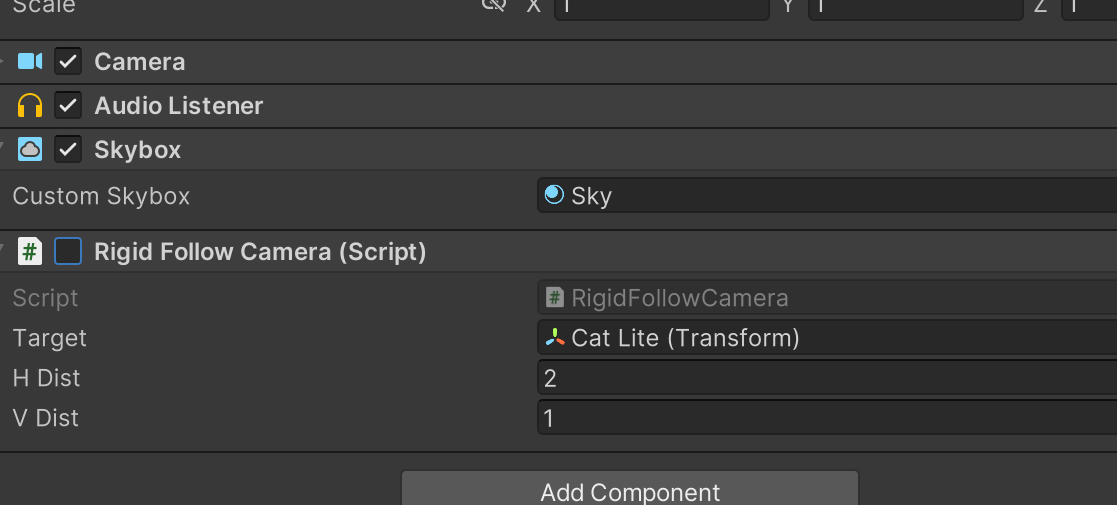 Scale X 1 Y 1 Z 1
Camera
Audio Listener
Skybox
Custom Skybox Sky
# Rigid Follow Camera (Script)
Script # RigidFollowCamera
Target Cat Lite (Transform)
H Dist 2
V Dist 1
Add Component